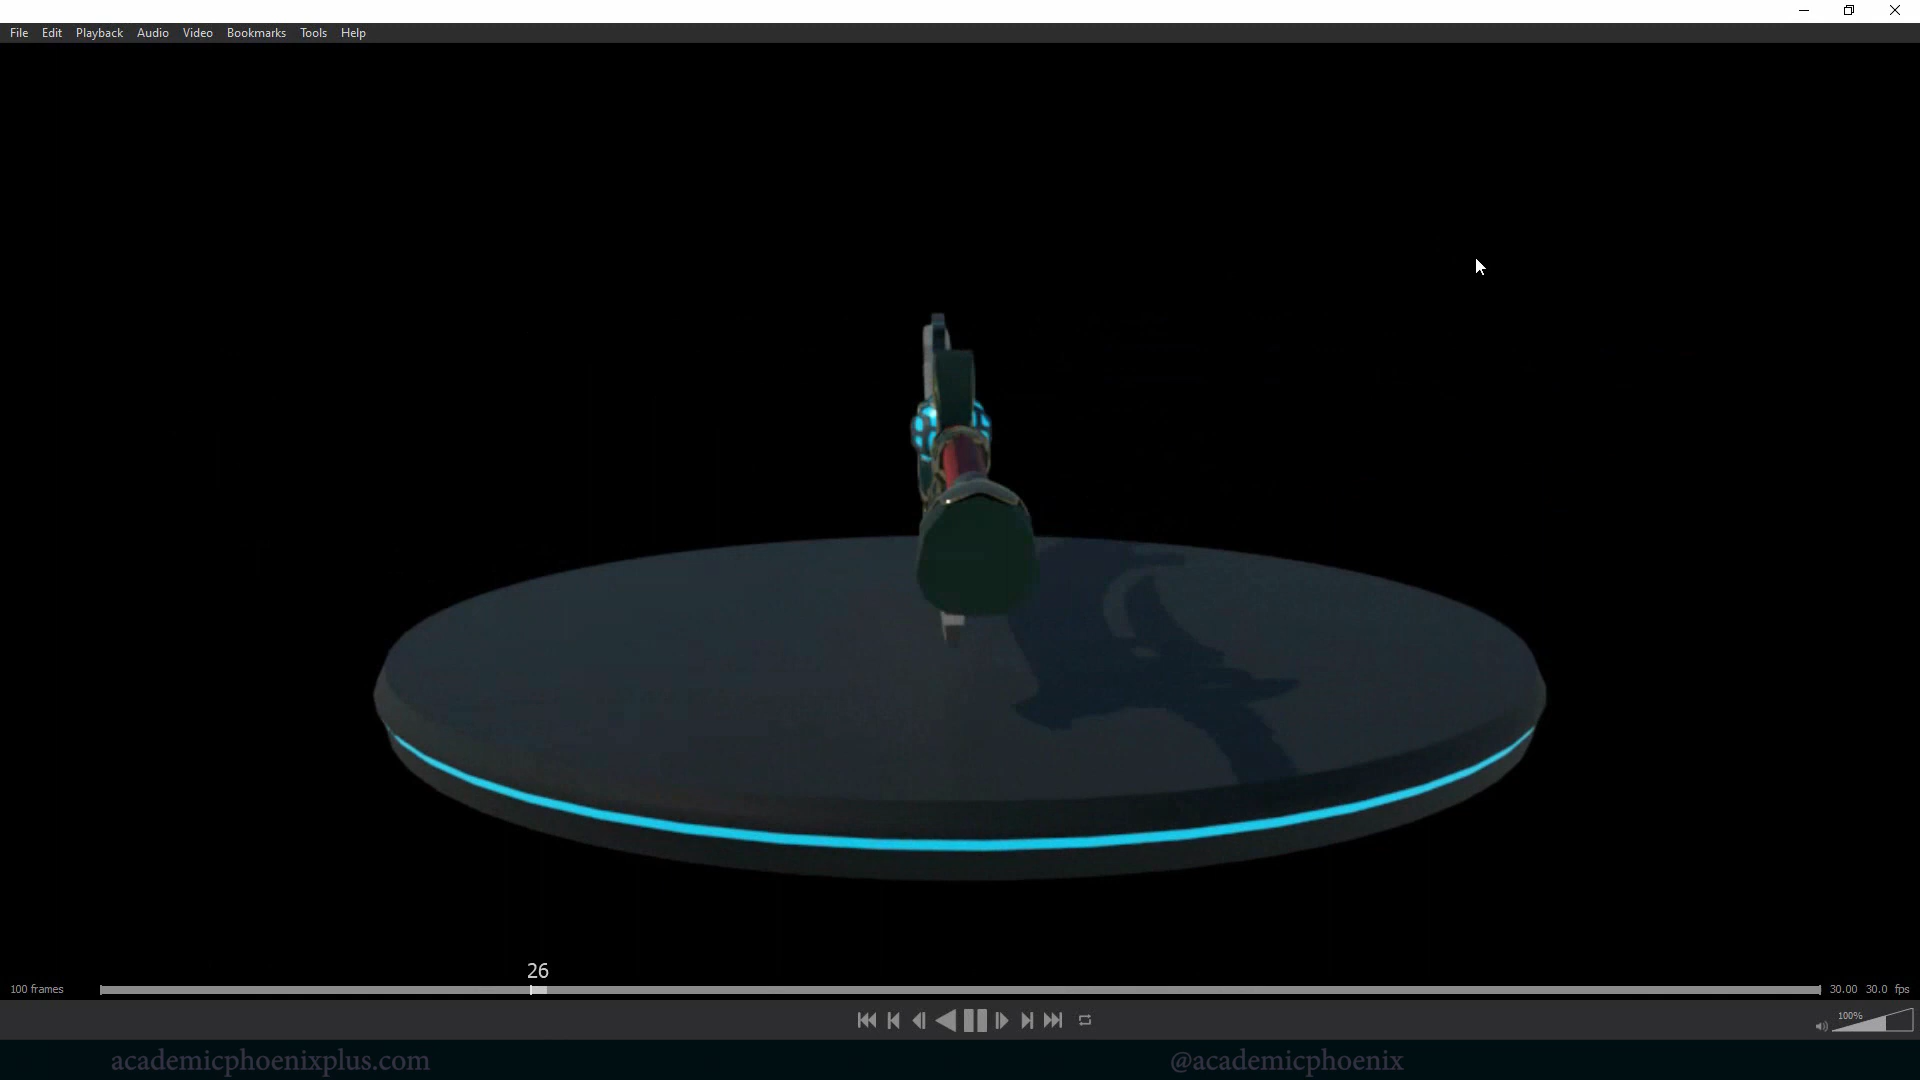 File Edit Playback Audio Video Bookmarks Tools Help
26
100 frames 30.00 30.0 fps
100%
academicphoenixplus.com @academicphoenix